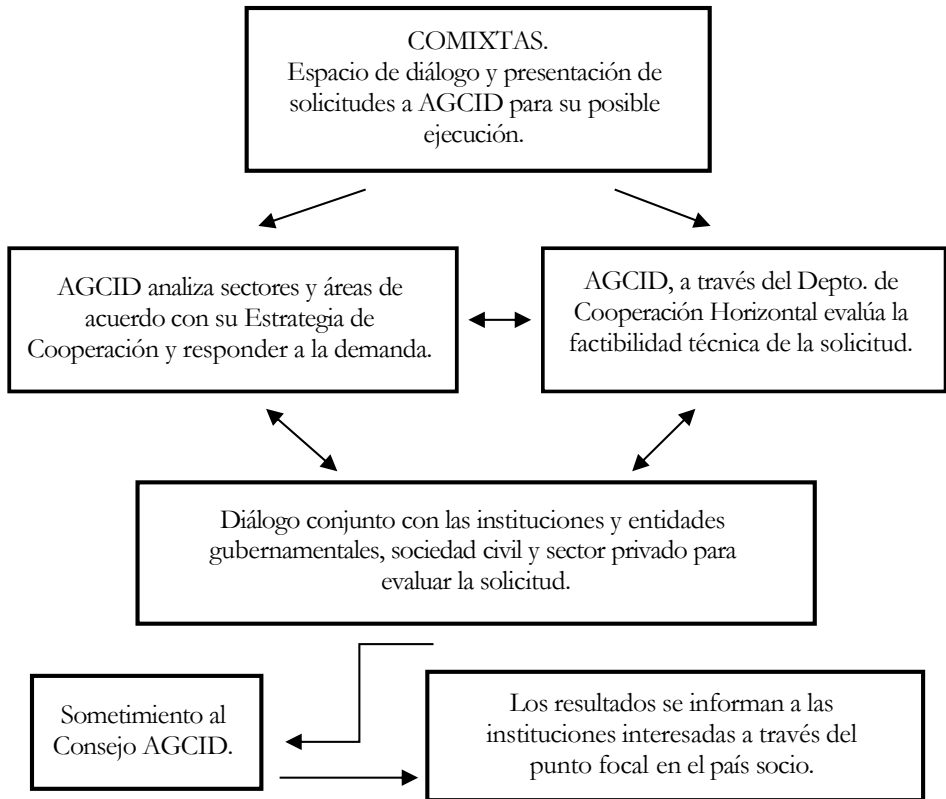 COMIXTAS.
Espacio de diálogo y presentación de
solicitudes a AGCID para su posible
ejecución.
AGCID analiza sectores y áreas de
acuerdo con su Estrategia de
Cooperación y responder a la demanda.
AGCID, a través del Depto. de
Cooperación Horizontal evalúa la
factibilidad técnica de la solicitud.
Diálogo conjunto con las instituciones y entidades
gubernamentales, sociedad civil y sector privado para
evaluar la solicitud.
Sometimiento al
Consejo AGCID.
Los resultados se informan a las
instituciones interesadas a través del
punto focal en el país socio.